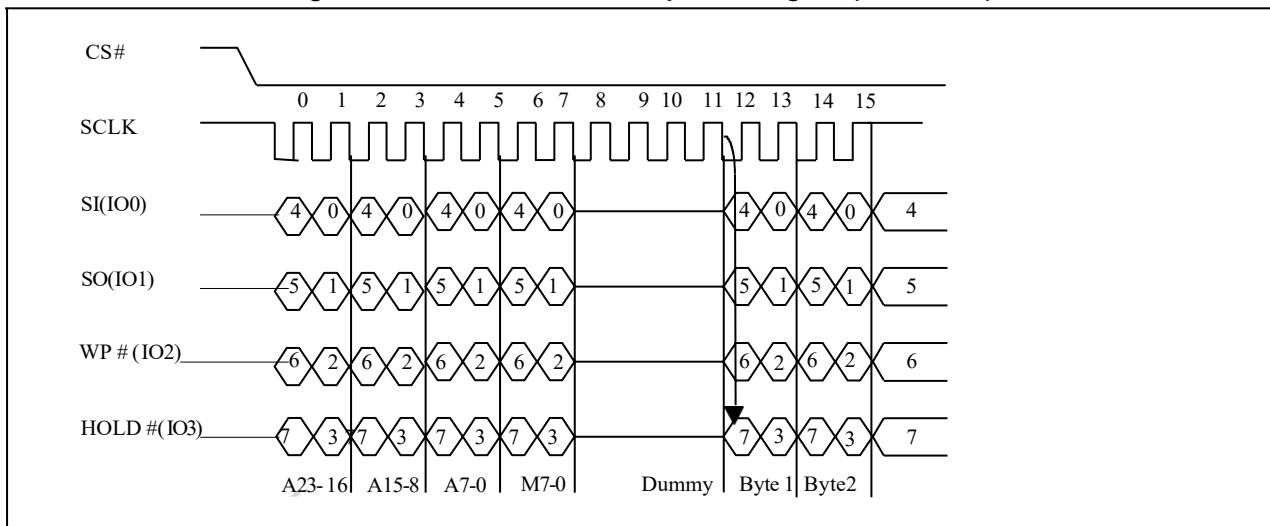 CS#
0 1 2 3 4 5 6 7 8 9 10 11 12 13 14 15
SCLK
SI(IO0) 4 0 4 0 4 0 4 0 4 0 4 0 4
SO(IO1) 5 1 5 1 5 1 5 1 5 1 5 1 5
WP # (IO2) 6 2 6 2 6 2 6 2 6 2 6 2 6
HOLD #(IO3) 7 3 7 3 7 3 7 3 7 3 7 3 7
A23-16 A15-8 A7-0 M7-0 Dummy Byte 1 Byte2